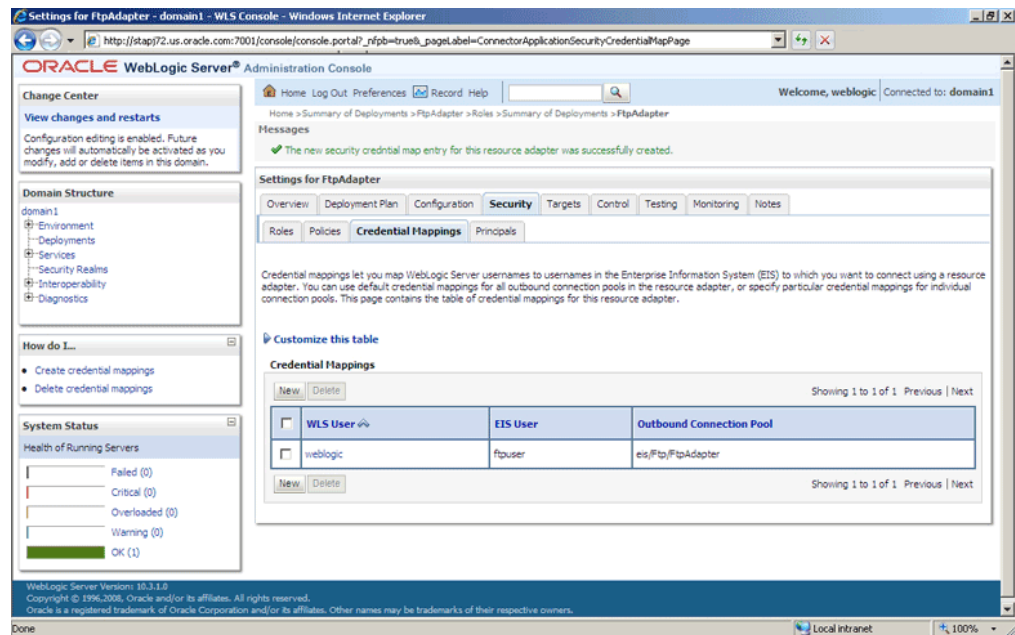 Settings for FtpAdapter - domain1 - WLS Console - Windows Internet Explorer
http://stapj72.us.oracle.com:7001/console/console.portal?_nfpb=true&_pageLabel=ConnectorApplicationSecurityCredentialMapPage
ORACLE WebLogic Server® Administration Console
Change Center
View changes and restarts
Configuration editing is enabled. Future
changes will automatically be activated as you
modify, add or delete items in this domain.
Domain Structure
domain1
Environment
Deployments
Services
Security Realms
Interoperability
Diagnostics
How do I...
Create credential mappings
Delete credential mappings
System Status
Health of Running Servers
Failed (0)
Critical (0)
Overloaded (0)
Warning (0)
OK (1)
Home Log Out Preferences Record Help
Welcome, weblogic Connected to: domain1
Home >Summary of Deployments >FtpAdapter >Roles >Summary of Deployments >FtpAdapter
Messages
The new security credntial map entry for this resource adapter was successfully created.
Settings for FtpAdapter
Overview Deployment Plan Configuration Security Targets Control Testing Monitoring Notes
Roles Policies Credential Mappings Principals
Credential mappings let you map WebLogic Server usernames to usernames in the Enterprise Information System (EIS) to which you want to connect using a resource
adapter. You can use default credential mappings for all outbound connection pools in the resource adapter, or specify particular credential mappings for individual
connection pools. This page contains the table of credential mappings for this resource adapter.
Customize this table
Credential Mappings
New Delete Showing 1 to 1 of 1 Previous | Next
WLS User EIS User Outbound Connection Pool
weblogic ftpuser eis/Ftp/FtpAdapter
New Delete Showing 1 to 1 of 1 Previous | Next
WebLogic Server Version: 10.3.1.0
Copyright © 1996,2008, Oracle and/or its affiliates. All rights reserved.
Oracle is a registered trademark of Oracle Corporation and/or its affiliates. Other names may be trademarks of their respective owners.
Done Local intranet 100%